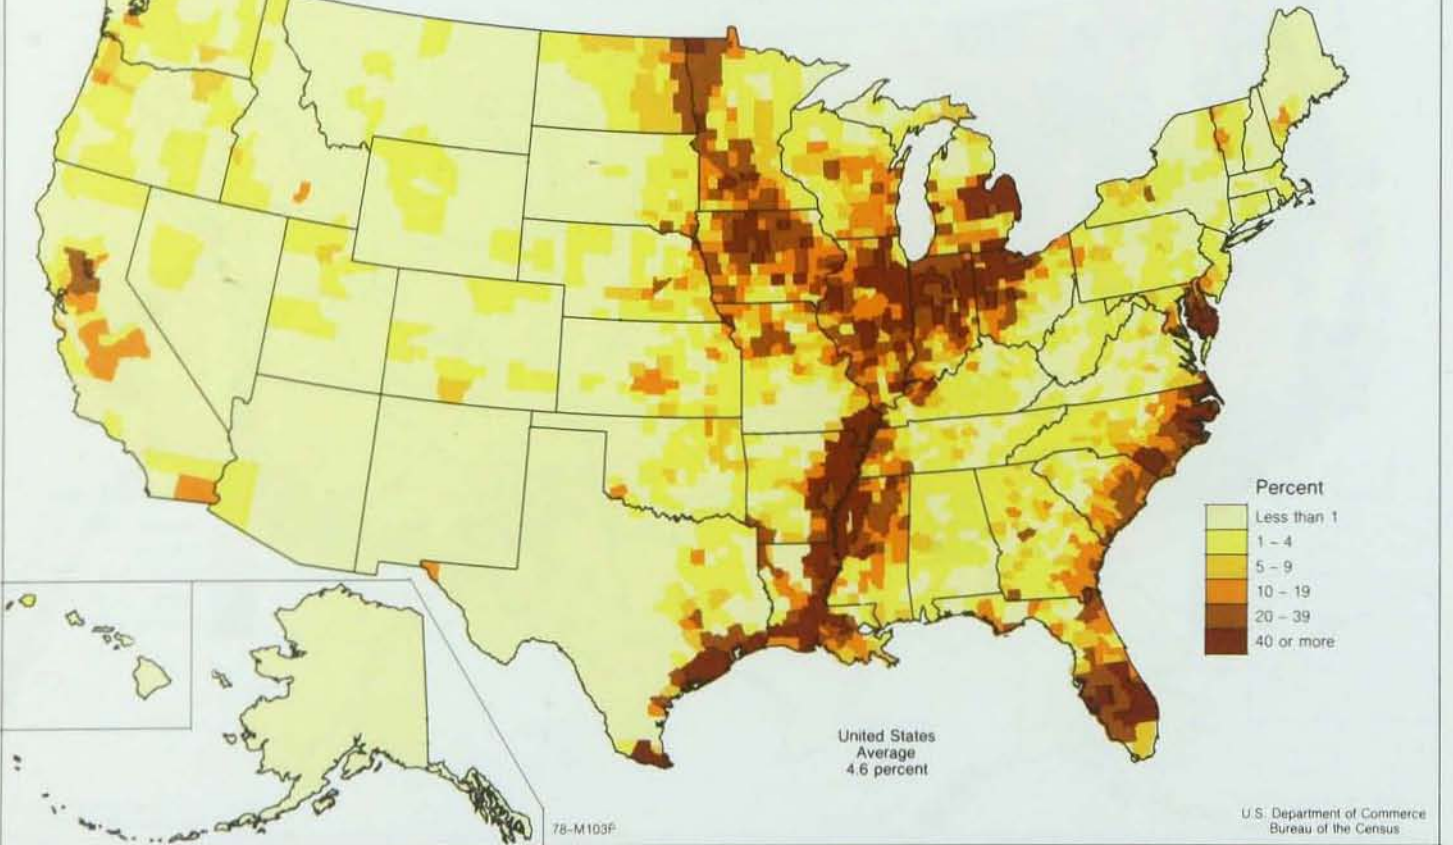 Percent
Less than 1
1 – 4
5 – 9
10 – 19
20 – 39
40 or more
United States
Average
4.6 percent
78-M103P
U.S. Department of Commerce
Bureau of the Census